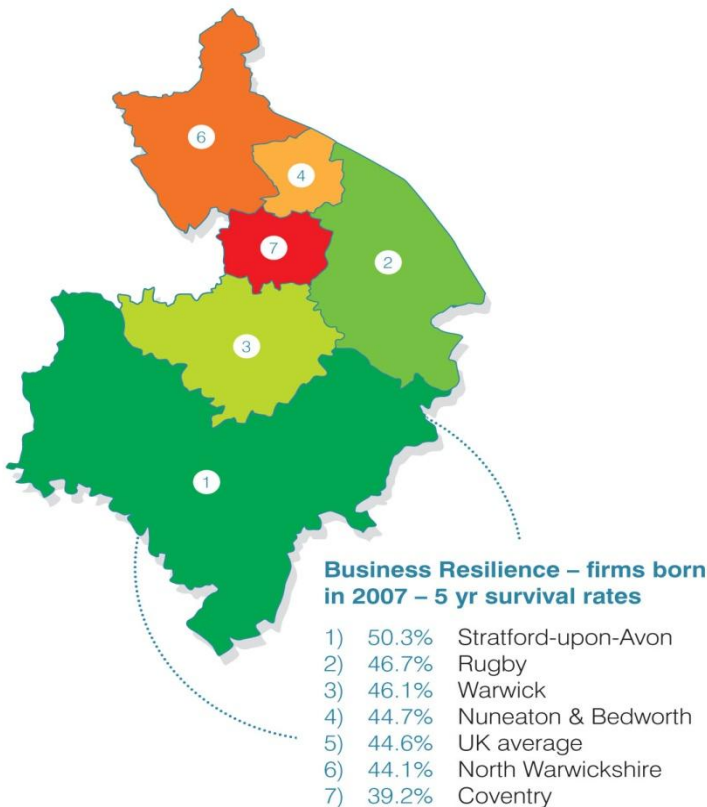 6
4
2
7
3
1
Business Resilience – firms born
in 2007 – 5 yr survival rates
1) 50.3% Stratford-upon-Avon
2) 46.7% Rugby
3) 46.1% Warwick
4) 44.7% Nuneaton & Bedworth
5) 44.6% UK average
6) 44.1% North Warwickshire
7) 39.2% Coventry